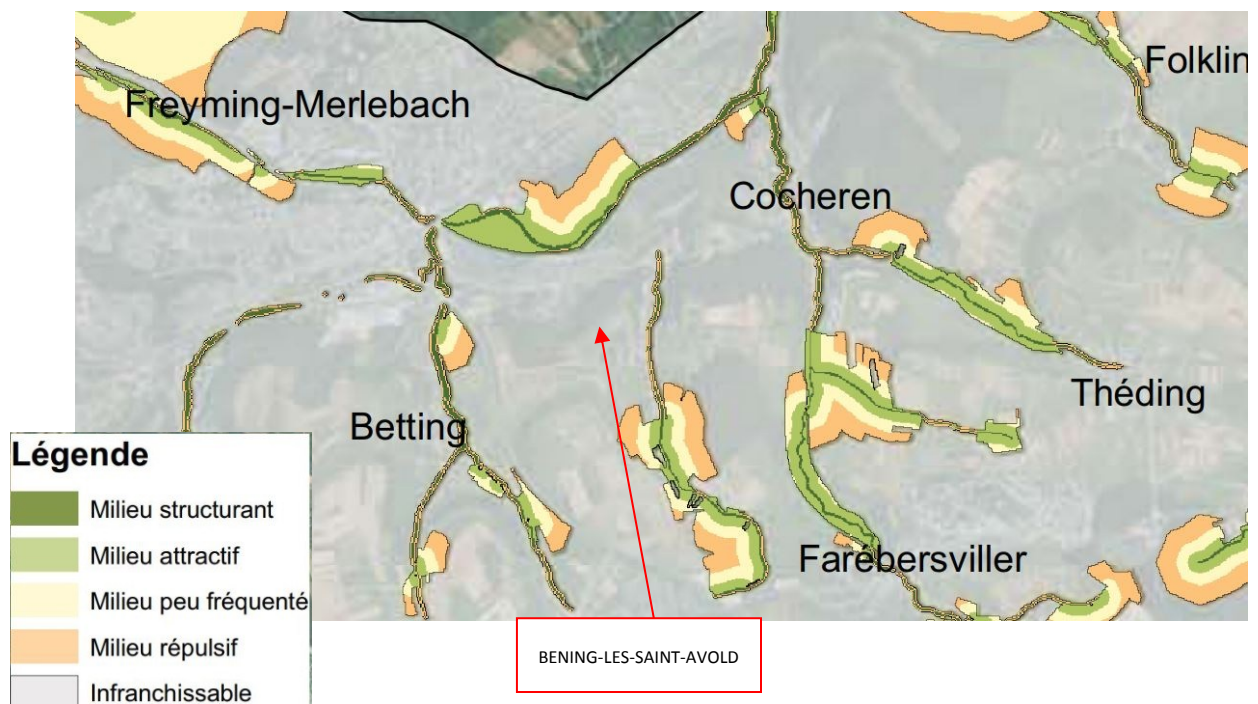 Folklin
Freyming-Merlebach
Cocheren
Théding
Betting
Farébersviller
Légende
Milieu structurant
Milieu attractif
Milieu peu fréquenté
Milieu répulsif
Infranchissable
BENING-LES-SAINT-AVOLD